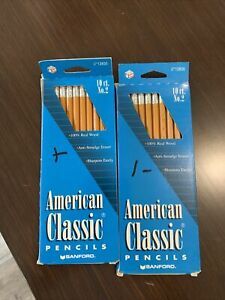 10 ct.
No. 2
•100% Real Wood
•Anti-Smudge Eraser
•Sharpens Easily
American
Classic®
PENCILS
SANFORD®
10 ct.
No. 2
•100% Real Wood
•Anti-Smudge Eraser
•Sharpens Easily
American
Classic®
PENCILS
SANFORD®